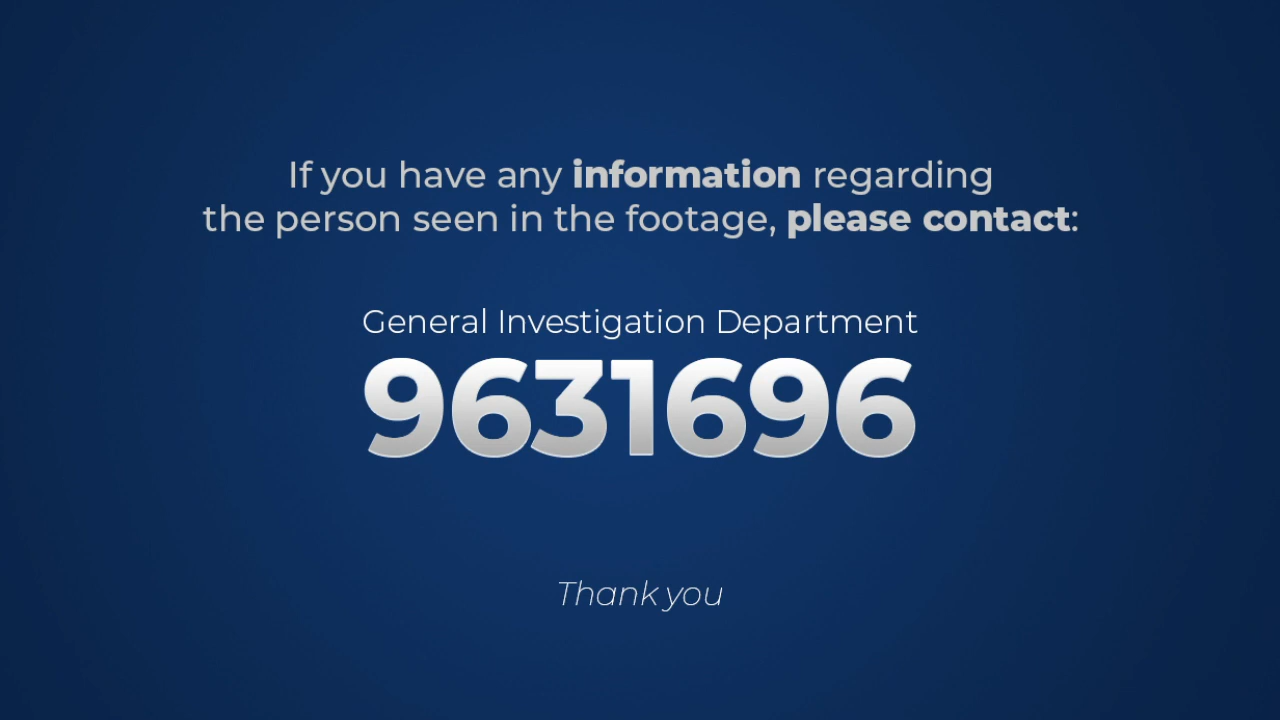 If you have any information regarding
the person seen in the footage, please contact:
General Investigation Department
9631696
Thank you